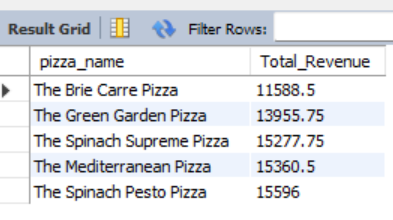 Result Grid Filter Rows:
pizza_name Total_Revenue
The Brie Carre Pizza 11588.5
The Green Garden Pizza 13955.75
The Spinach Supreme Pizza 15277.75
The Mediterranean Pizza 15360.5
The Spinach Pesto Pizza 15596